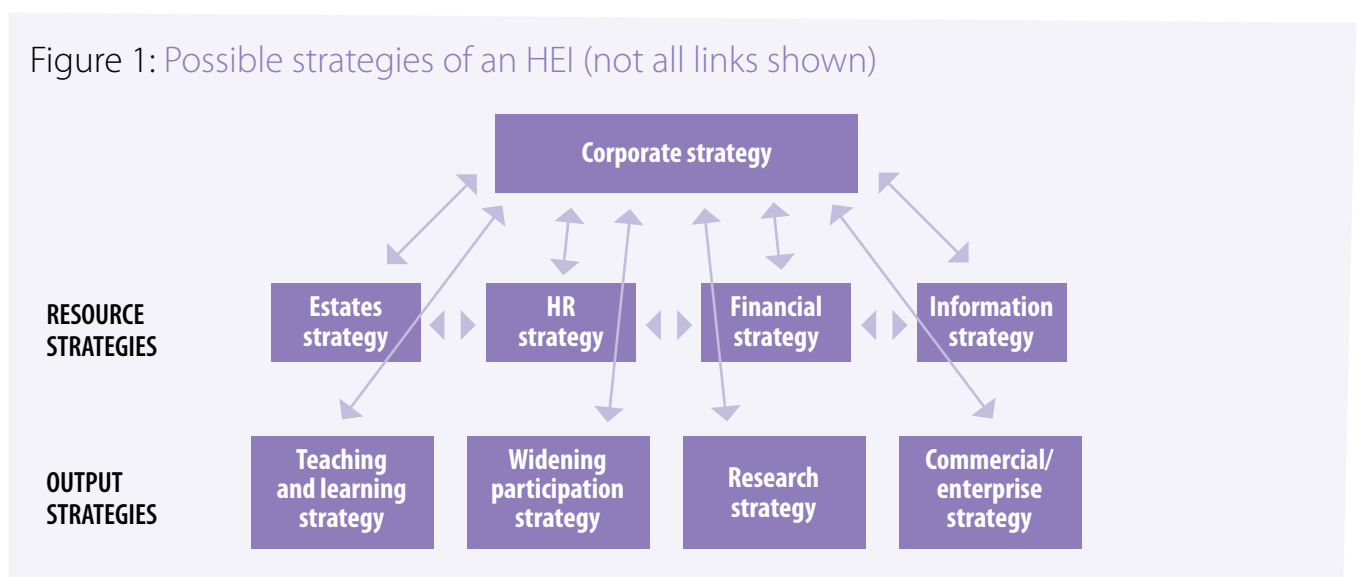 Figure 1: Possible strategies of an HEI (not all links shown)
Corporate strategy
RESOURCE
STRATEGIES
Estates
strategy
HR
strategy
Financial
strategy
Information
strategy
OUTPUT
STRATEGIES
Teaching
and learning
strategy
Widening
participation
strategy
Research
strategy
Commercial/
enterprise
strategy